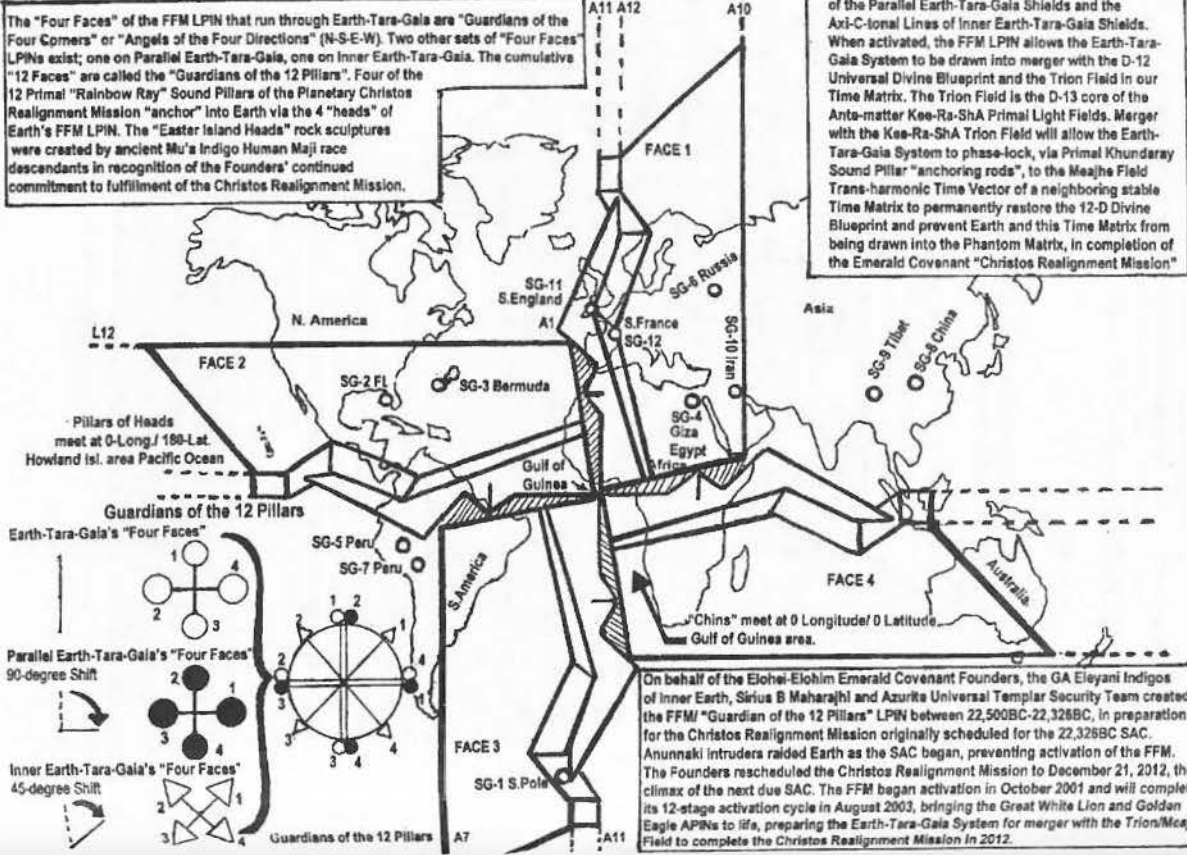 The "Four Faces" of the FFM LPIN that run through Earth-Tara-Gaia are "Guardians of the
Four Corners" or "Angels of the Four Directions" (N-S-E-W). Two other sets of "Four Faces"
LPINs exist; one on Parallel Earth-Tara-Gaia, one on Inner Earth-Tara-Gaia. The cumulative
"12 Faces" are called the "Guardians of the 12 Pillars". Four of the
12 Primal "Rainbow Ray" Sound Pillars of the Planetary Christos
Realignment Mission "anchor" into Earth via the 4 "heads" of
Earth's FFM LPIN. The "Easter Island Heads" rock sculptures
were created by ancient Mu'a Indigo Human Maji race
descendants in recognition of the Founders' continued
commitment to fulfillment of the Christos Realignment Mission.
A11 A12
A10
of the Parallel Earth-Tara-Gaia Shields and the
Axi-C-tonal Lines of Inner Earth-Tara-Gaia Shields.
When activated, the FFM LPIN allows the Earth-Tara-
Gaia System to be drawn into merger with the D-12
Universal Divine Blueprint and the Trion Field in our
Time Matrix. The Trion Field is the D-13 core of the
Ante-matter Kee-Ra-ShA Primal Light Fields. Merger
with the Kee-Ra-ShA Trion Field will allow the Earth-
Tara-Gaia System to phase-lock, via Primal Khundaray
Sound Pillar "anchoring rods", to the Meajhe Field
Trans-harmonic Time Vector of a neighboring stable
Time Matrix to permanently restore the 12-D Divine
Blueprint and prevent Earth and this Time Matrix from
being drawn into the Phantom Matrix, in completion of
the Emerald Covenant "Christos Realignment Mission"
FACE 1
SG-11
S.England
SG-6 Russia
A1
S.France
SG-12
SG-10 Iran
Asia
SG-9 Tibet
SG-8 China
N. America
L12
FACE 2
SG-2 Fl.
SG-3 Bermuda
SG-4
Giza
Egypt
Africa
Pillars of Heads
meet at 0-Long./ 180-Lat.
Howland Isl. area Pacific Ocean
Gulf of
Guinea
Guardians of the 12 Pillars
Earth-Tara-Gaia's "Four Faces"
1
4
2
3
SG-5 Peru
SG-7 Peru
S.America
FACE 4
Australia
"Chins" meet at 0 Longitude/ 0 Latitude
Gulf of Guinea area.
Parallel Earth-Tara-Gaia's "Four Faces"
90-degree Shift
2
1
3
4
1 2
2
1
2
3
4
1
3
4
3 4
Inner Earth-Tara-Gaia's "Four Faces"
45-degree Shift
2
1
3
4
Guardians of the 12 Pillars
FACE 3
SG-1 S.Pole
A7
A11
On behalf of the Elohei-Elohim Emerald Covenant Founders, the GA Eieyani Indigos
of Inner Earth, Sirius B Maharajhi and Azurite Universal Templar Security Team created
the FFM/ "Guardian of the 12 Pillars" LPIN between 22,500BC-22,326BC, in preparation
for the Christos Realignment Mission originally scheduled for the 22,326BC SAC.
Anunnaki intruders raided Earth as the SAC began, preventing activation of the FFM.
The Founders rescheduled the Christos Realignment Mission to December 21, 2012, the
climax of the next due SAC. The FFM began activation in October 2001 and will complet
its 12-stage activation cycle in August 2003, bringing the Great White Lion and Golden
Eagle APINs to life, preparing the Earth-Tara-Gaia System for merger with the Trion/Meaj
Field to complete the Christos Realignment Mission in 2012.